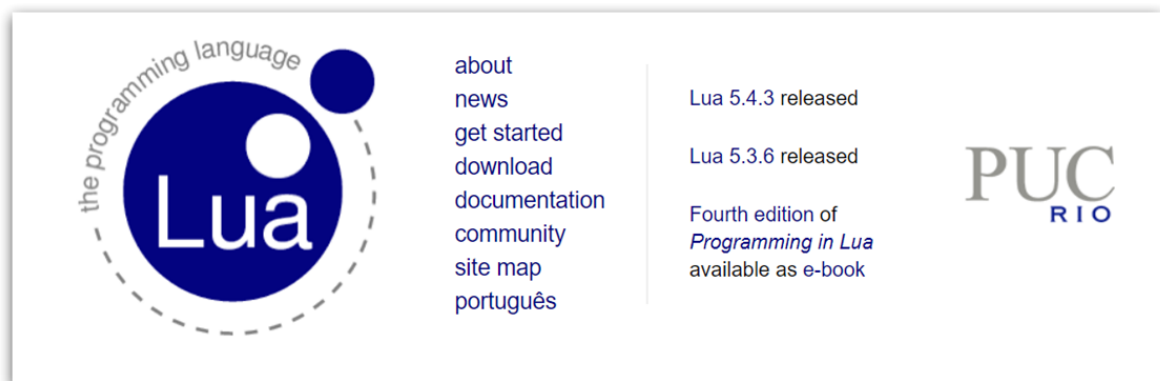 the programming language
Lua
about
news
get started
download
documentation
community
site map
português
Lua 5.4.3 released
Lua 5.3.6 released
Fourth edition of
Programming in Lua
available as e-book
PUC
RIO